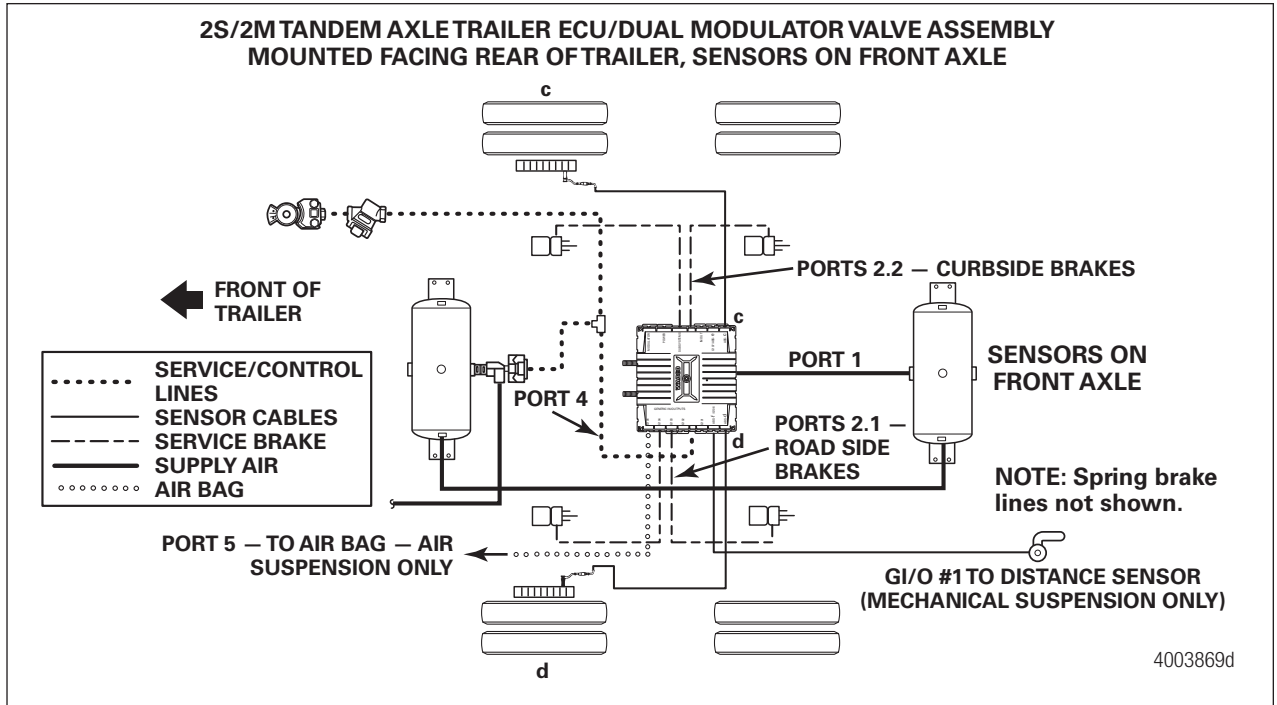 2S/2M TANDEM AXLE TRAILER ECU/DUAL MODULATOR VALVE ASSEMBLY
MOUNTED FACING REAR OF TRAILER, SENSORS ON FRONT AXLE
c
PORTS 2.2 — CURBSIDE BRAKES
FRONT OF
TRAILER
c
PORT 1
SENSORS ON
FRONT AXLE
SERVICE/CONTROL
LINES
SENSOR CABLES
SERVICE BRAKE
SUPPLY AIR
AIR BAG
PORT 4
d
PORTS 2.1 —
ROAD SIDE
BRAKES
NOTE: Spring brake
lines not shown.
PORT 5 — TO AIR BAG — AIR
SUSPENSION ONLY
GI/O #1 TO DISTANCE SENSOR
(MECHANICAL SUSPENSION ONLY)
d
4003869d